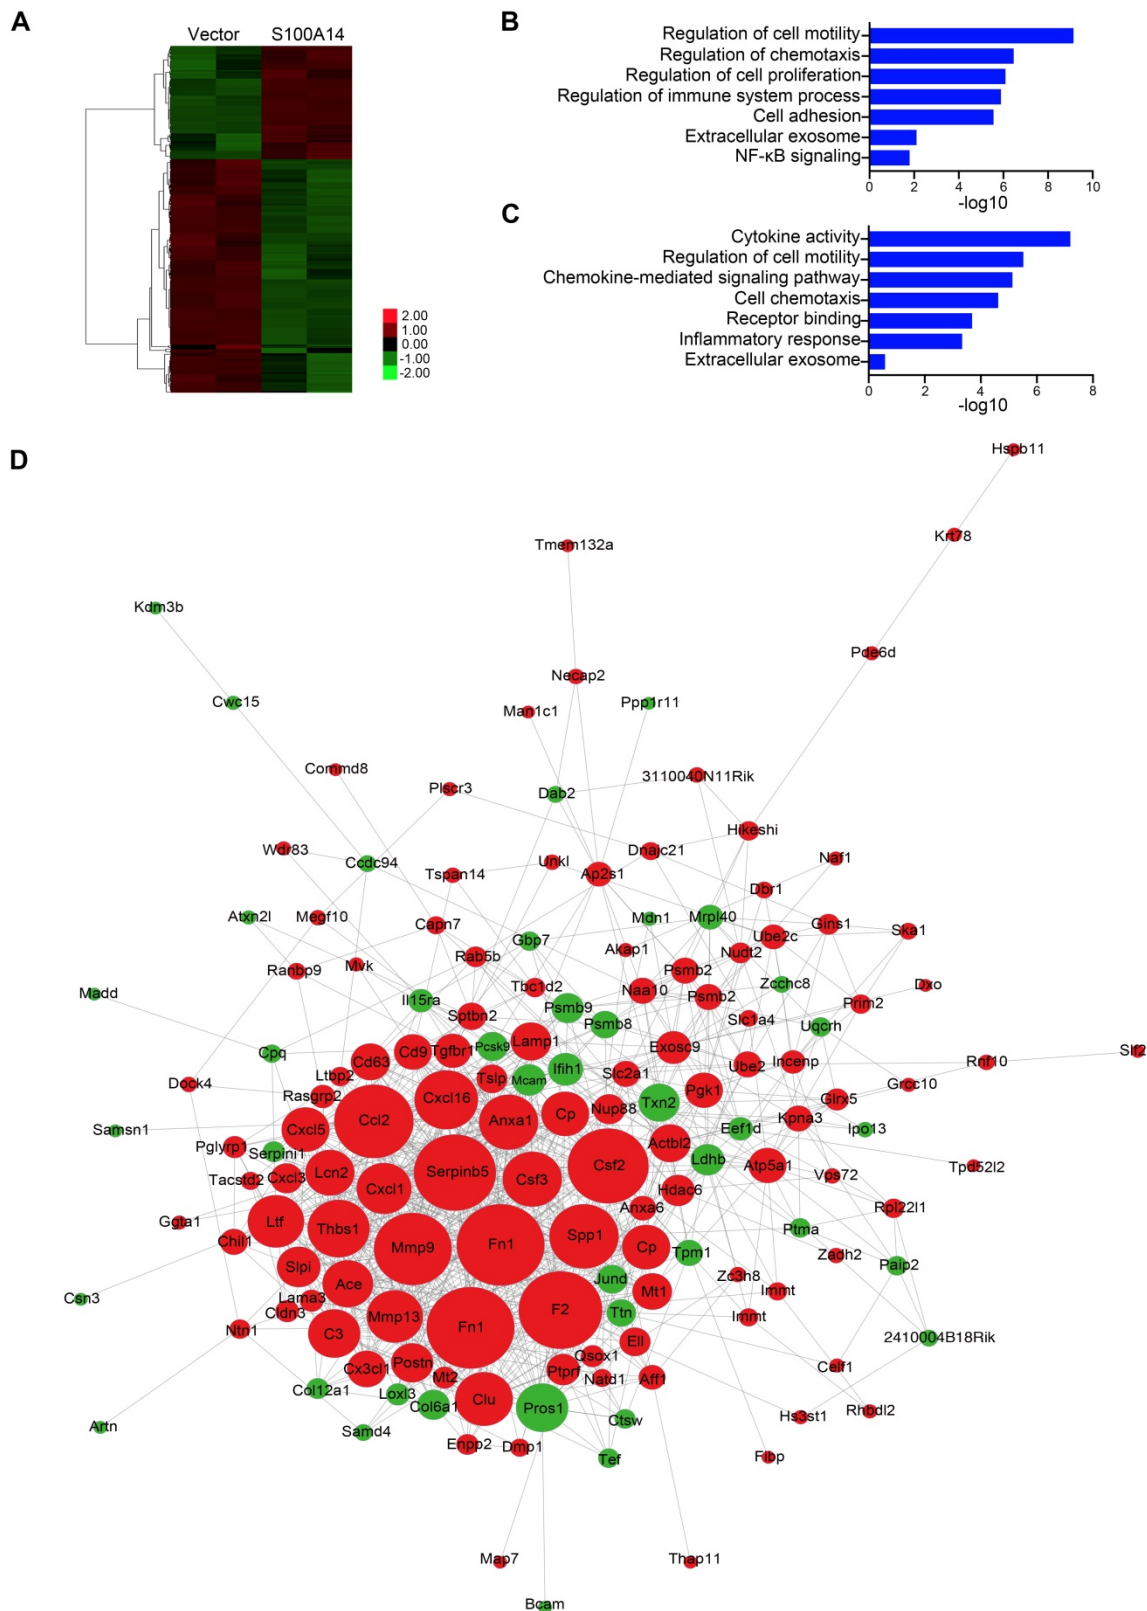 A
Vector S100A14
2.00
1.00
0.00
-1.00
-2.00
B
Regulation of cell motility
Regulation of chemotaxis
Regulation of cell proliferation
Regulation of immune system process
Cell adhesion
Extracellular exosome
NF-κB signaling
0 2 4 6 8 10
-log10
C
Cytokine activity
Regulation of cell motility
Chemokine-mediated signaling pathway
Cell chemotaxis
Receptor binding
Inflammatory response
Extracellular exosome
0 2 4 6 8
-log10
D
Hspb11
Krt78
Tmem132a
Kdm3b
Pde6d
Necap2
Cwc15
Ppp1r11
Man1c1
Commd8
3110040N11Rik
Plscr3
Dab2
Hikeshi
Wdr83
Ccdc94
Unkl
Dnajc21
Naf1
Tspan14
Ap2s1
Dbr1
Atxn2l
Megf10
Capn7
Gbp7
Mdn1
Mrpl40
Gins1
Ska1
Ube2c
Akap1
Nudt2
Ranbp9
Mvk
Rab5b
Psmb2
Tbc1d2
Naa10
Zcchc8
Dxo
Madd
Il15ra
Psmb9
Psmb2
Prim2
Sptbn2
Psmb8
Slc1a4
Uqcrh
Cpq
Cd63
Cd9
Tgfbr1
Pcsk9
Lamp1
Exosc9
Slf2
Ltbp2
Ifih1
Slc2a1
Ube2
Incenp
Rnf10
Dock4
Tslp
Mcam
Grcc10
Rasgrp2
Cxcl16
Pgk1
Glrx5
Samsn1
Cxcl5
Ccl2
Anxa1
Cp
Nup88
Txn2
Kpna3
Pglyrp1
Serpini1
Actbl2
Eef1d
Ipo13
Tacstd2
Cxcl3
Lcn2
Serpinb5
Csf3
Csf2
Ldhb
Atp5a1
Tpd52l2
Cxcl1
Hdac6
Vps72
Ggta1
Ltf
Thbs1
Anxa6
Rpl22l1
Chil1
Mmp9
Fn1
Spp1
Cp
Tpm1
Ptma
Zadh2
Slpi
Ace
Jund
Zc3h8
Paip2
Csn3
Lama3
Mt1
Immt
Cldn3
Mmp13
F2
Ttn
Immt
Ntn1
C3
Fn1
Ell
2410004B18Rik
Cx3cl1
Postn
Qsox1
Celf1
Mt2
Ptprf
Natd1
Aff1
Col12a1
Loxl3
Col6a1
Clu
Pros1
Hs3st1
Rhbdl2
Artn
Samd4
Ctsw
Enpp2
Dmp1
Tef
Fibp
Map7
Thap11
Bcam